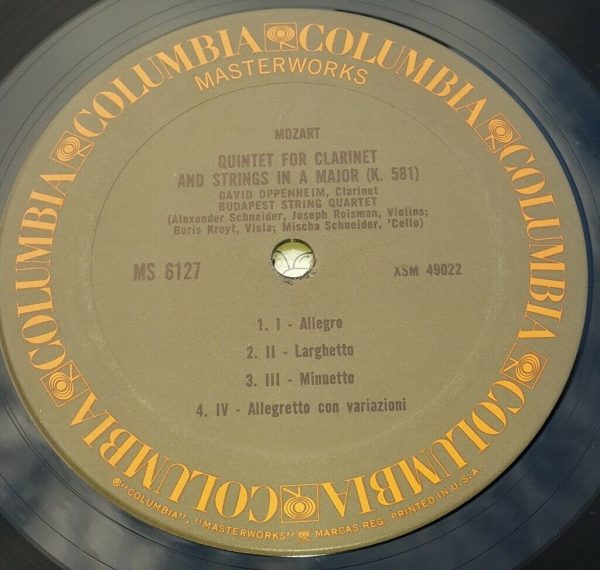 COLUMBIA COLUMBIA COLUMBIA COLUMBIA COLUMBIA COLUMBIA COLUMBIA COLUMBIA
MASTERWORKS
MOZART
QUINTET FOR CLARINET
AND STRINGS IN A MAJOR (K. 581)
DAVID OPPENHEIM, Clarinet
BUDAPEST STRING QUARTET
(Alexander Schneider, Joseph Roisman, Violins;
Boris Kroyt, Viola; Mischa Schneider, 'Cello)
MS 6127
XSM 49022
1. I - Allegro
2. II - Larghetto
3. III - Minuetto
4. IV - Allegretto con variazioni
®"COLUMBIA", "MASTERWORKS", MARCAS REG. PRINTED IN U.S.A